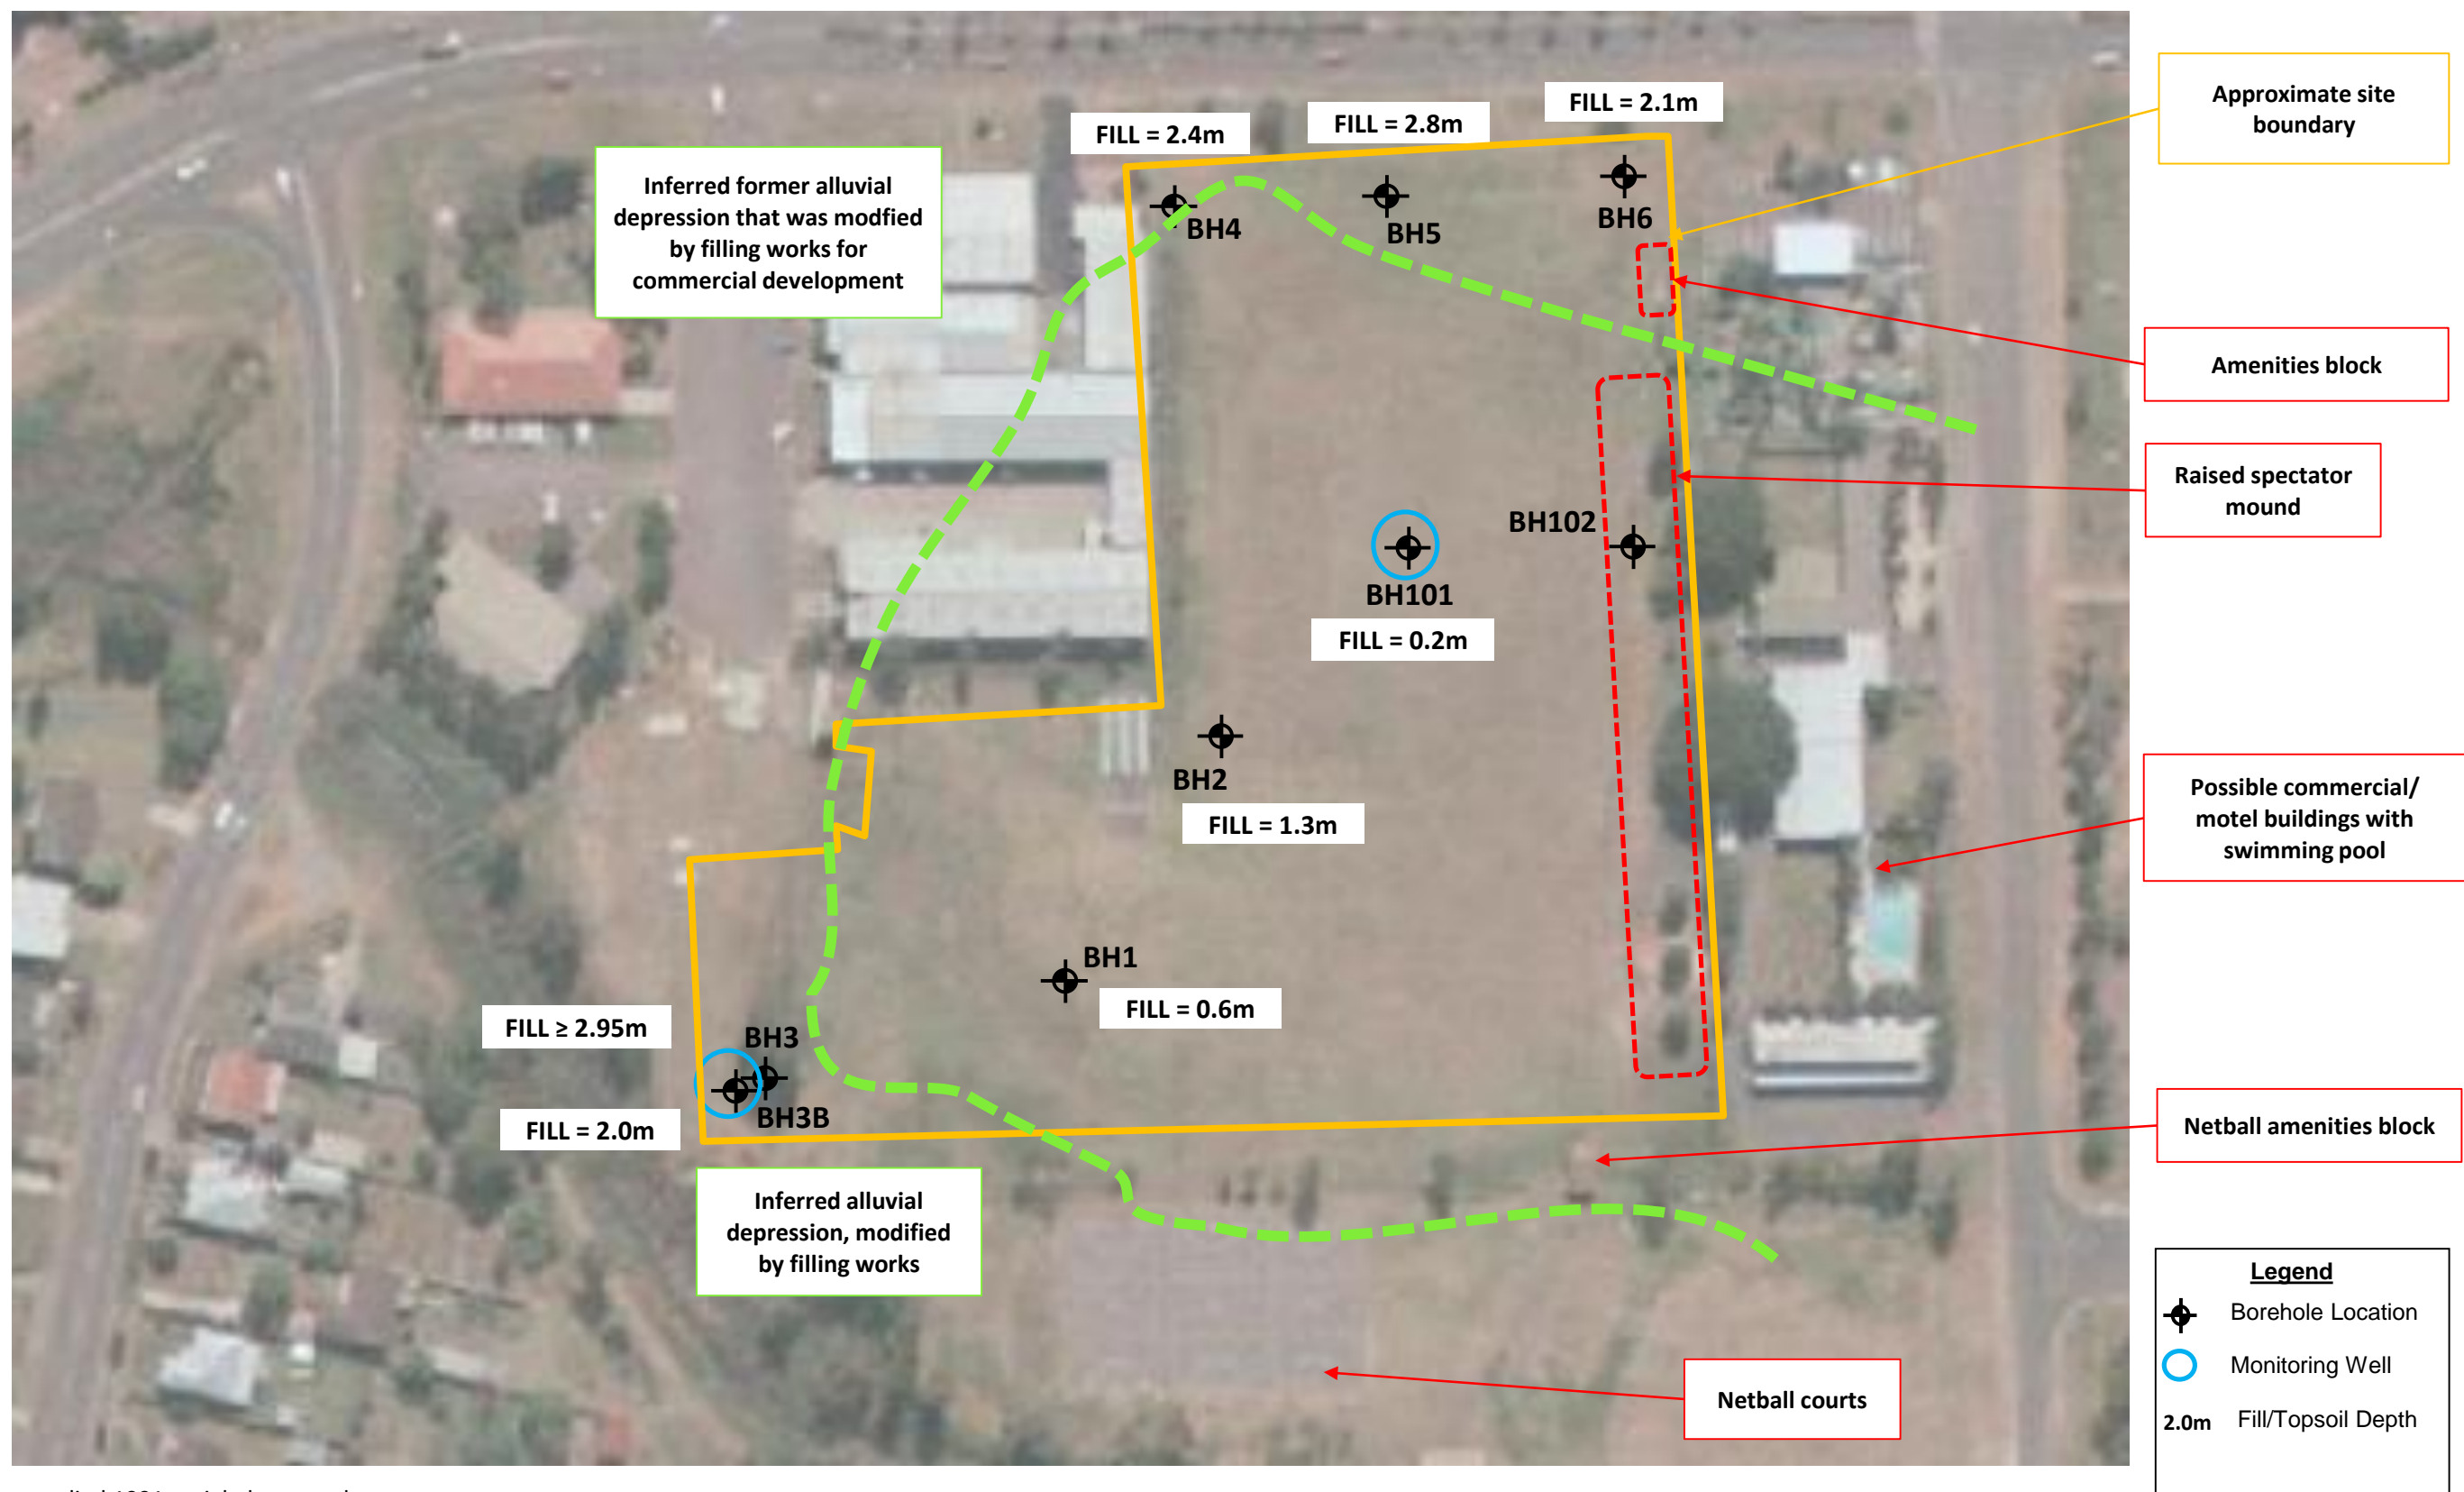 FILL = 2.4m
FILL = 2.8m
FILL = 2.1m
Approximate site
boundary
Inferred former alluvial
depression that was modfied
by filling works for
commercial development
BH4
BH5
BH6
Amenities block
Raised spectator
mound
BH102
BH101
FILL = 0.2m
BH2
FILL = 1.3m
Possible commercial/
motel buildings with
swimming pool
BH1
FILL = 0.6m
FILL ≥ 2.95m
BH3
BH3B
FILL = 2.0m
Netball amenities block
Inferred alluvial
depression, modified
by filling works
Netball courts
Legend
Borehole Location
Monitoring Well
2.0m Fill/Topsoil Depth